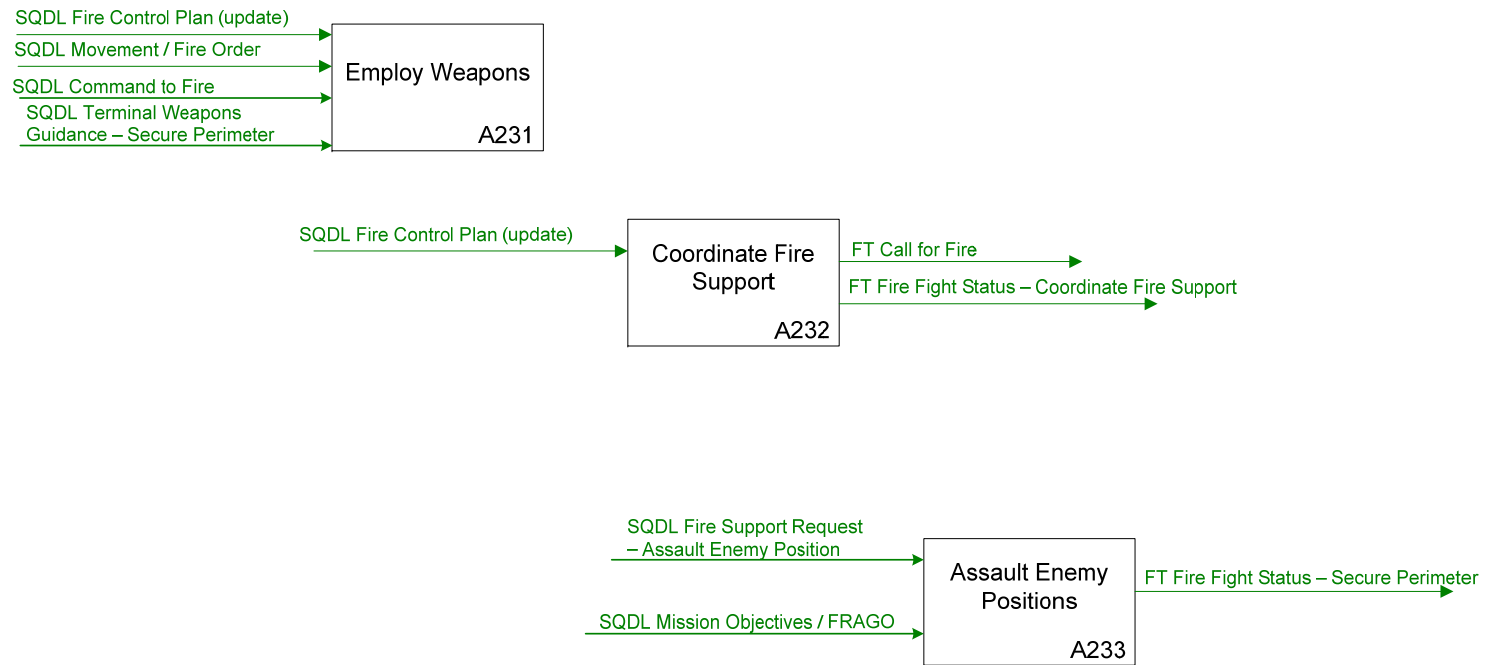 SQDL Fire Control Plan (update)
SQDL Movement / Fire Order
SQDL Command to Fire
SQDL Terminal Weapons
Guidance – Secure Perimeter
Employ Weapons
A231
SQDL Fire Control Plan (update)
Coordinate Fire
Support
A232
FT Call for Fire
FT Fire Fight Status – Coordinate Fire Support
SQDL Fire Support Request
– Assault Enemy Position
SQDL Mission Objectives / FRAGO
Assault Enemy
Positions
A233
FT Fire Fight Status – Secure Perimeter